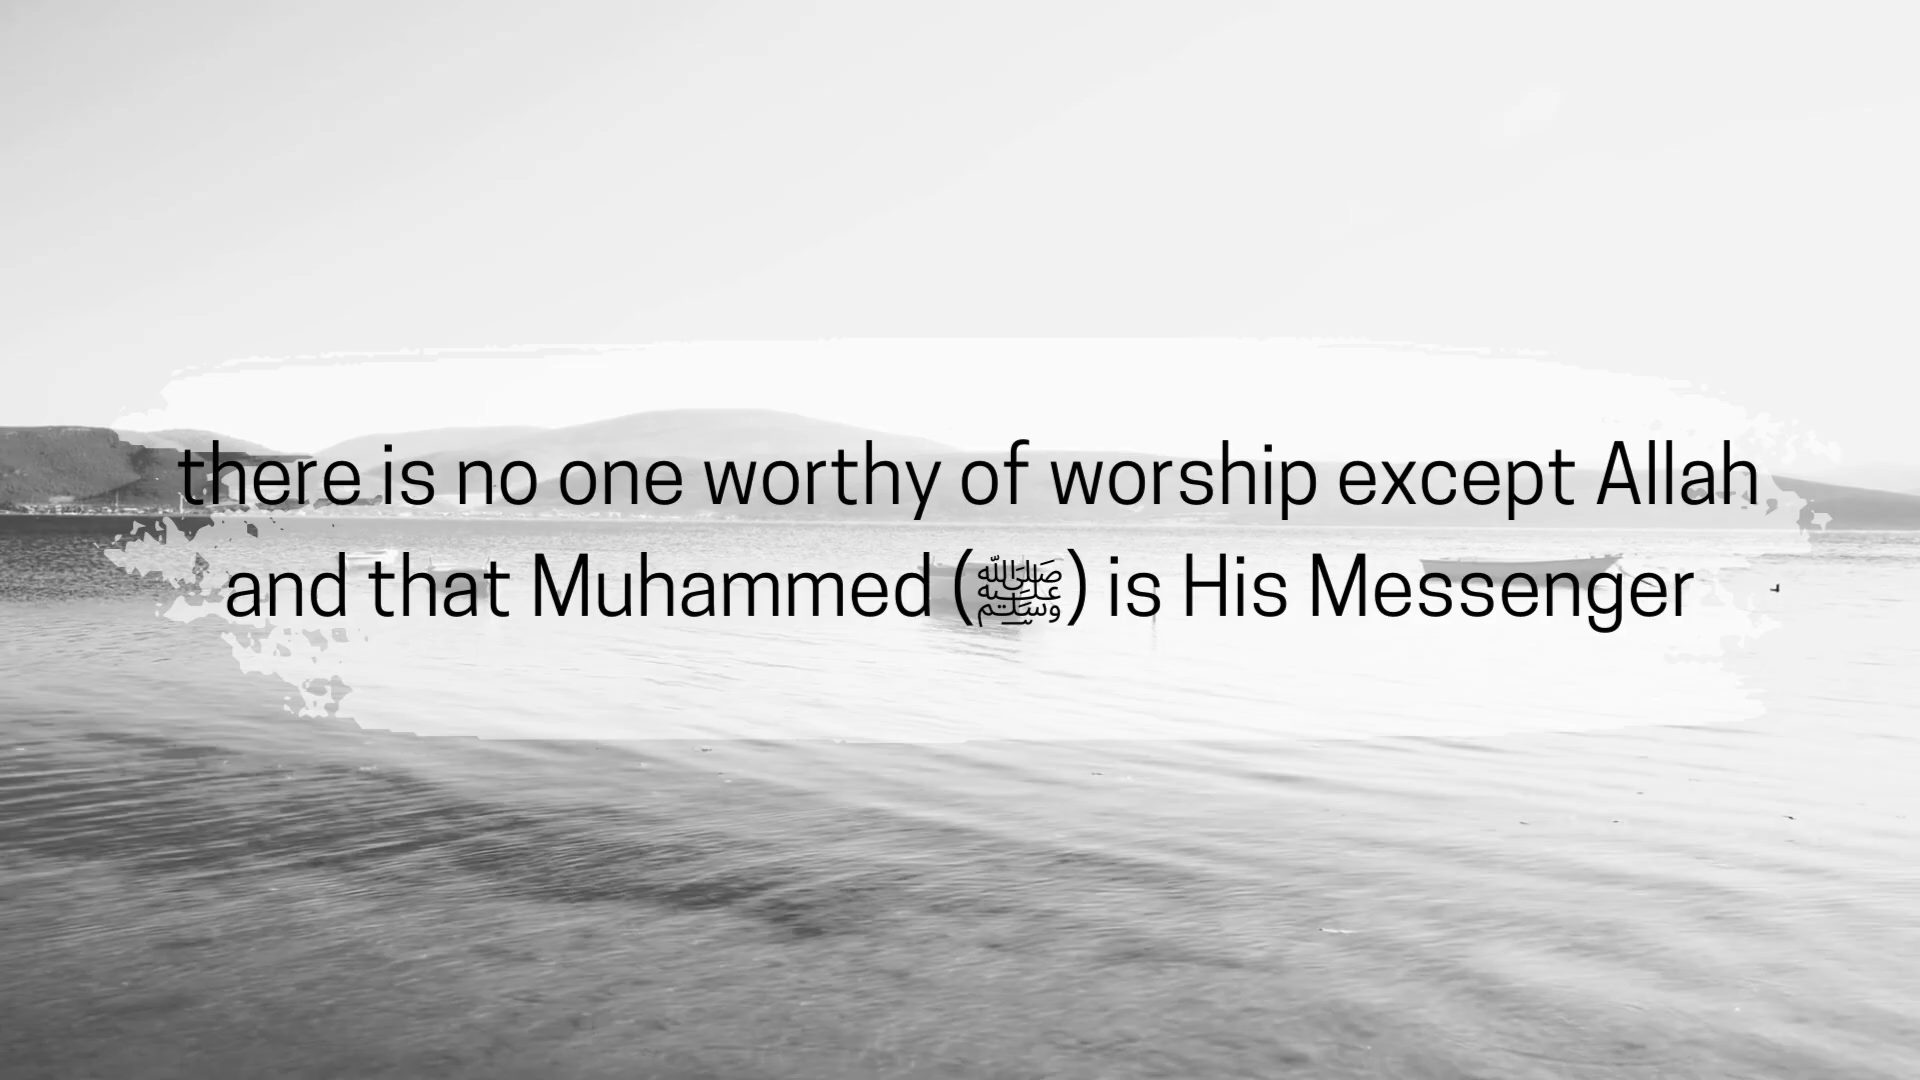 there is no one worthy of worship except Allah
and that Muhammed (ﷺ) is His Messenger